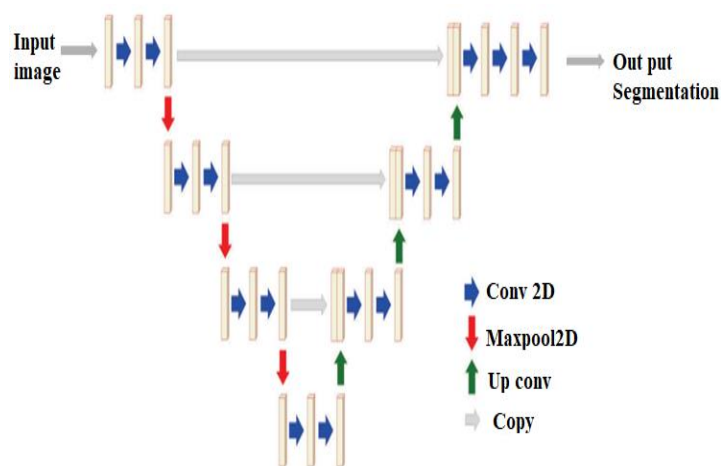 Input
image
Out put
Segmentation
Conv 2D
Maxpool2D
Up conv
Copy